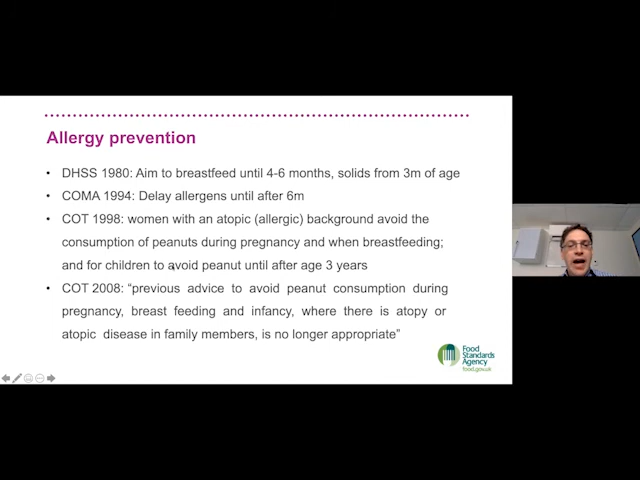 Allergy prevention
• DHSS 1980: Aim to breastfeed until 4-6 months, solids from 3m of age
• COMA 1994: Delay allergens until after 6m
• COT 1998: women with an atopic (allergic) background avoid the
consumption of peanuts during pregnancy and when breastfeeding;
and for children to avoid peanut until after age 3 years
• COT 2008: “previous advice to avoid peanut consumption during
pregnancy, breast feeding and infancy, where there is atopy or
atopic disease in family members, is no longer appropriate”
Food
Standards
Agency
food.gov.uk